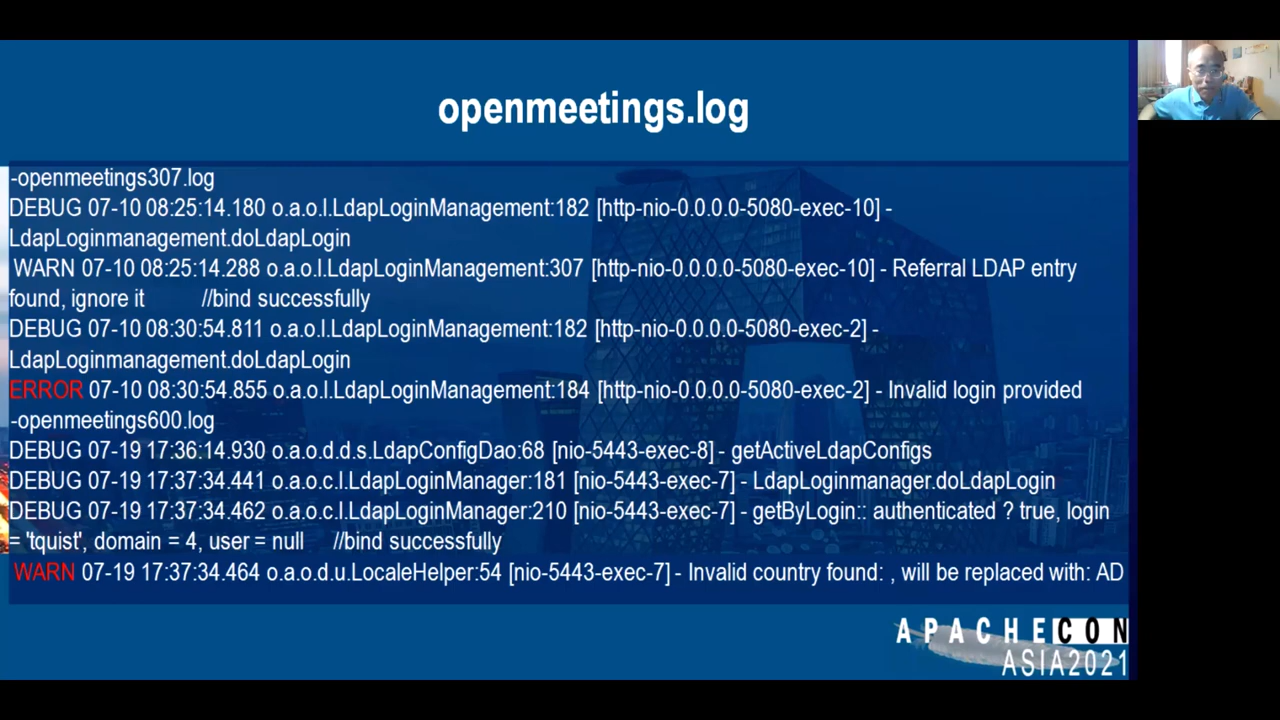 openmeetings.log
-openmeetings307.log
DEBUG 07-10 08:25:14.180 o.a.o.l.LdapLoginManagement:182 [http-nio-0.0.0.0-5080-exec-10] -
LdapLoginmanagement.doLdapLogin
WARN 07-10 08:25:14.288 o.a.o.l.LdapLoginManagement:307 [http-nio-0.0.0.0-5080-exec-10] - Referral LDAP entry
found, ignore it //bind successfully
DEBUG 07-10 08:30:54.811 o.a.o.l.LdapLoginManagement:182 [http-nio-0.0.0.0-5080-exec-2] -
LdapLoginmanagement.doLdapLogin
ERROR 07-10 08:30:54.855 o.a.o.l.LdapLoginManagement:184 [http-nio-0.0.0.0-5080-exec-2] - Invalid login provided
-openmeetings600.log
DEBUG 07-19 17:36:14.930 o.a.o.d.d.s.LdapConfigDao:68 [nio-5443-exec-8] - getActiveLdapConfigs
DEBUG 07-19 17:37:34.441 o.a.o.c.l.LdapLoginManager:181 [nio-5443-exec-7] - LdapLoginmanager.doLdapLogin
DEBUG 07-19 17:37:34.462 o.a.o.c.l.LdapLoginManager:210 [nio-5443-exec-7] - getByLogin:: authenticated ? true, login
= 'tquist', domain = 4, user = null //bind successfully
WARN 07-19 17:37:34.464 o.a.o.d.u.LocaleHelper:54 [nio-5443-exec-7] - Invalid country found: , will be replaced with: AD
APACHECON
ASIA2021